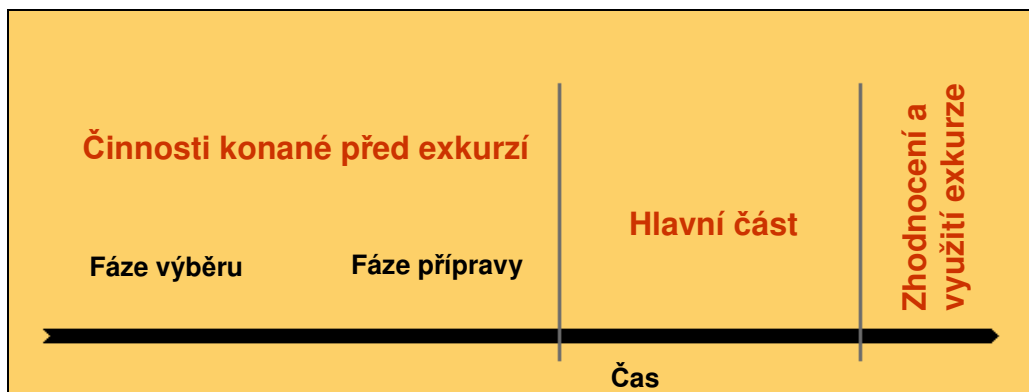 Činnosti konané před exkurzí
Fáze výběru
Fáze přípravy
Hlavní část
Zhodnocení a
využití exkurze
Čas